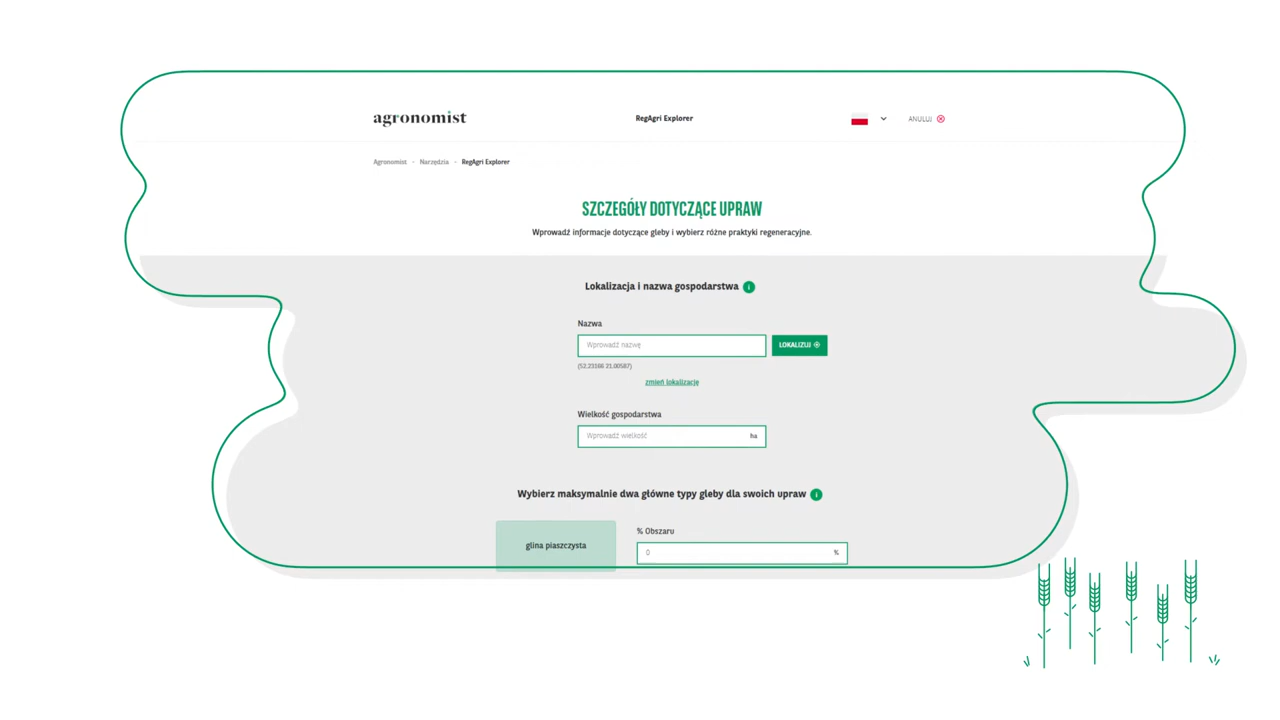 agronomist
RegAgri Explorer
ANULUJ
Agronomist - Narzędzia - RegAgri Explorer
SZCZEGÓŁY DOTYCZĄCE UPRAW
Wprowadź informacje dotyczące gleby i wybierz różne praktyki regeneracyjne.
Lokalizacja i nazwa gospodarstwa i
Nazwa
Wprowadź nazwę
LOKALIZUJ
(52.23168 21.00587)
zmień lokalizację
Wielkość gospodarstwa
Wprowadź wielkość ha
Wybierz maksymalnie dwa główne typy gleby dla swoich upraw i
glina piaszczysta
% Obszaru
0 %